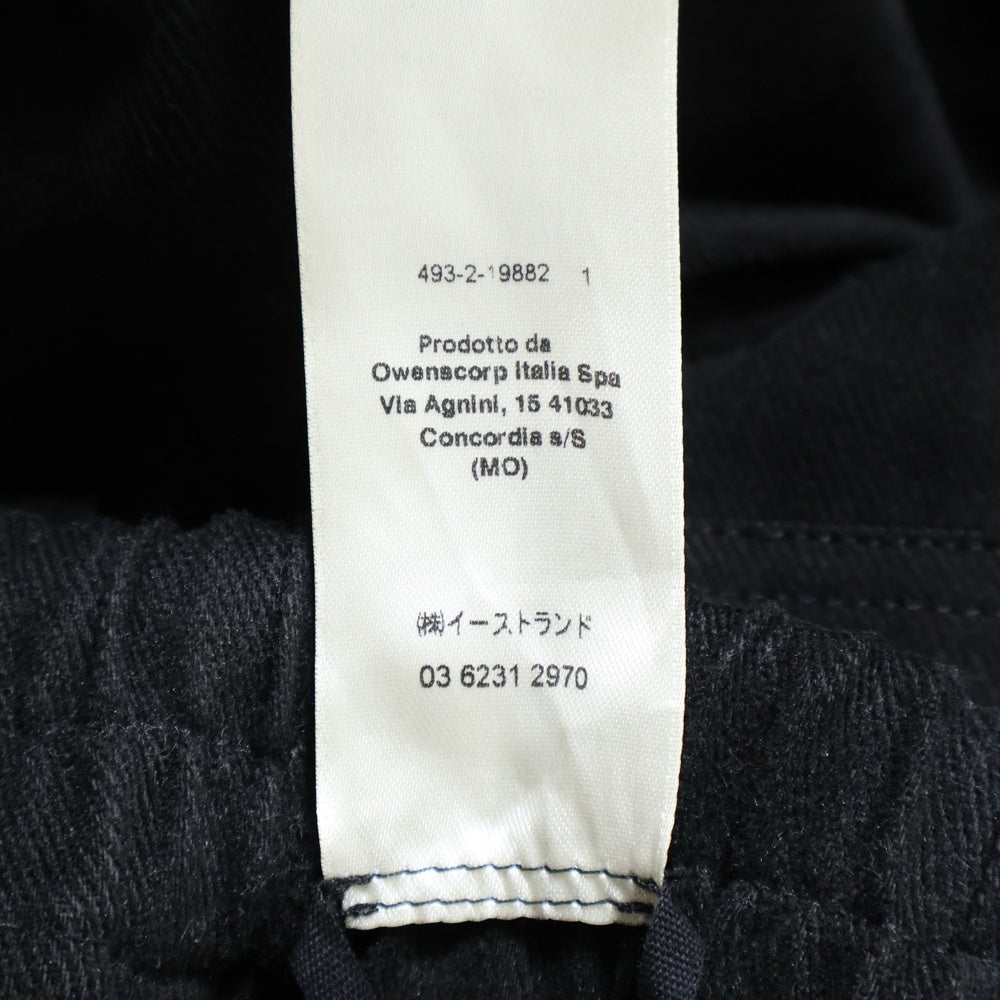 493-2-19882 1
Prodotto da
Owenscorp Italia Spa
Via Agnini, 15 41033
Concordia s/S
(MO)
㈱イーストランド
03 6231 2970